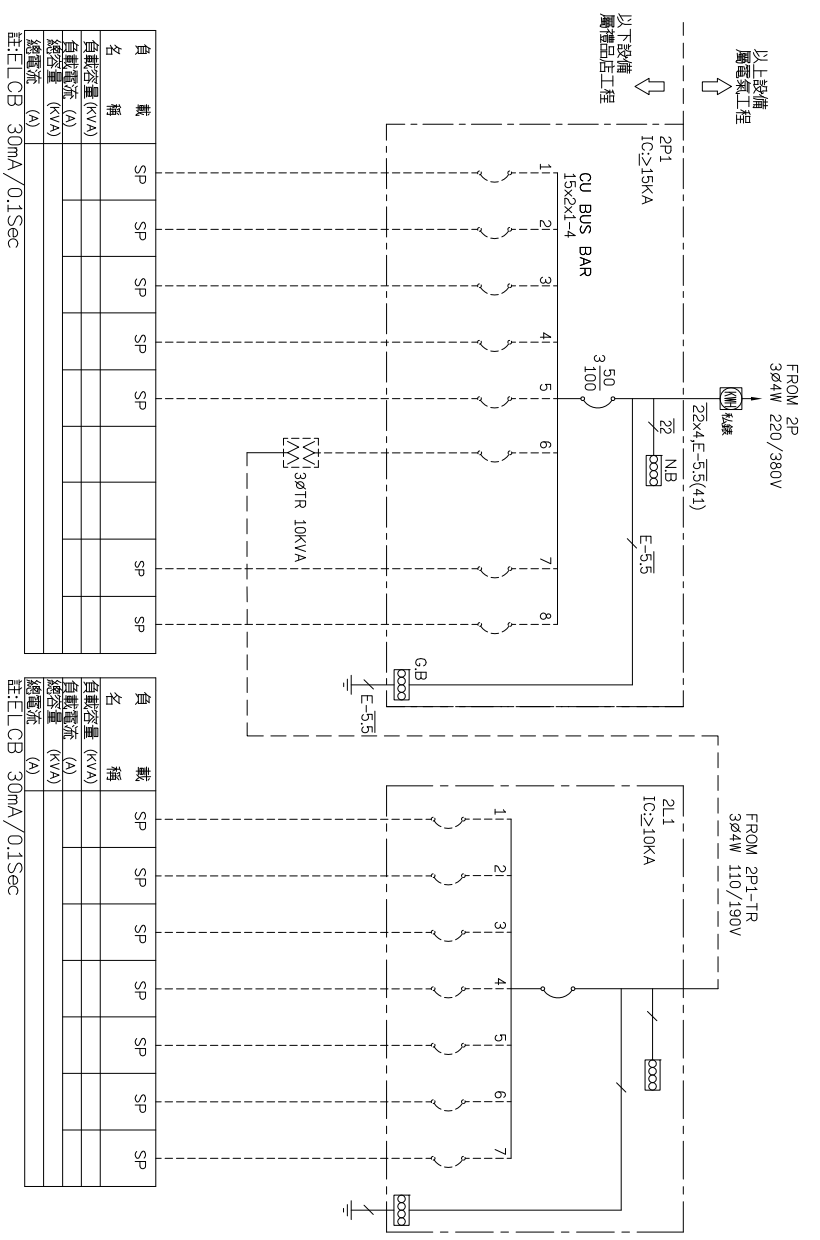 以上設備
屬電氣工程
以下設備
屬禮品店工程
FROM 2P
3Ø4W 220/380V
KWH
私錶
22x4,E-5.5(41)
2P1
IC:≥15KA
22
N.B
E-5.5
3 50
100
CU BUS BAR
15x2x1-4
1 2 3 4 5 6 7 8
3ØTR 10KVA
G.B
E-5.5
負載
名稱
SP SP SP SP SP SP SP
負載容量(KVA)
負載電流 (A)
總容量 (KVA)
總電流 (A)
註:ELCB 30mA/0.1Sec
FROM 2P1-TR
3Ø4W 110/190V
2L1
IC:≥10KA
1 2 3 4 5 6 7
負載
名稱
SP SP SP SP SP SP SP
負載容量 (KVA)
負載電流 (A)
總容量 (KVA)
總電流 (A)
註:ELCB 30mA/0.1Sec